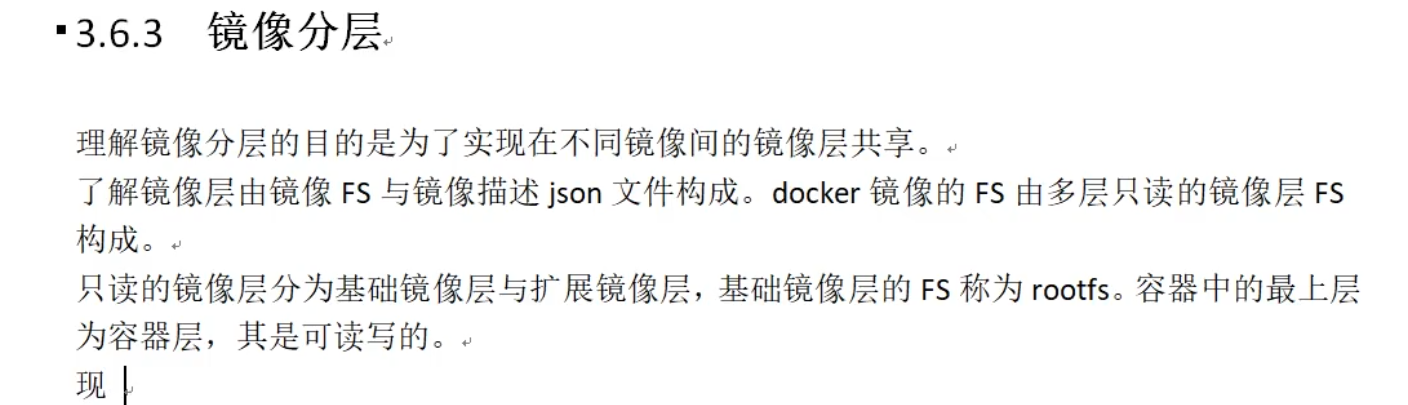 3.6.3 镜像分层
理解镜像分层的目的是为了实现在不同镜像间的镜像层共享。
了解镜像层由镜像 FS 与镜像描述 json 文件构成。docker 镜像的 FS 由多层只读的镜像层 FS
构成。
只读的镜像层分为基础镜像层与扩展镜像层，基础镜像层的 FS 称为 rootfs。容器中的最上层
为容器层，其是可读写的。
现